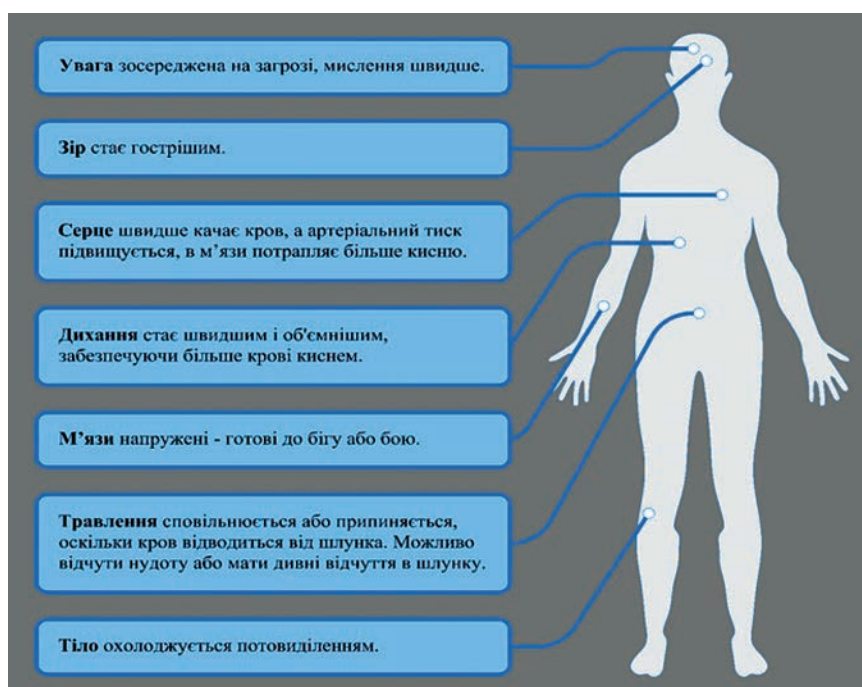 Увага зосереджена на загрозі, мислення швидше.
Зір стає гострішим.
Серце швидше качає кров, а артеріальний тиск
підвищується, в м’язи потрапляє більше кисню.
Дихання стає швидшим і об'ємнішим,
забезпечуючи більше крові киснем.
М’язи напружені - готові до бігу або бою.
Травлення сповільнюється або припиняється,
оскільки кров відводиться від шлунка. Можливо
відчути нудоту або мати дивні відчуття в шлунку.
Тіло охолоджується потовиділенням.